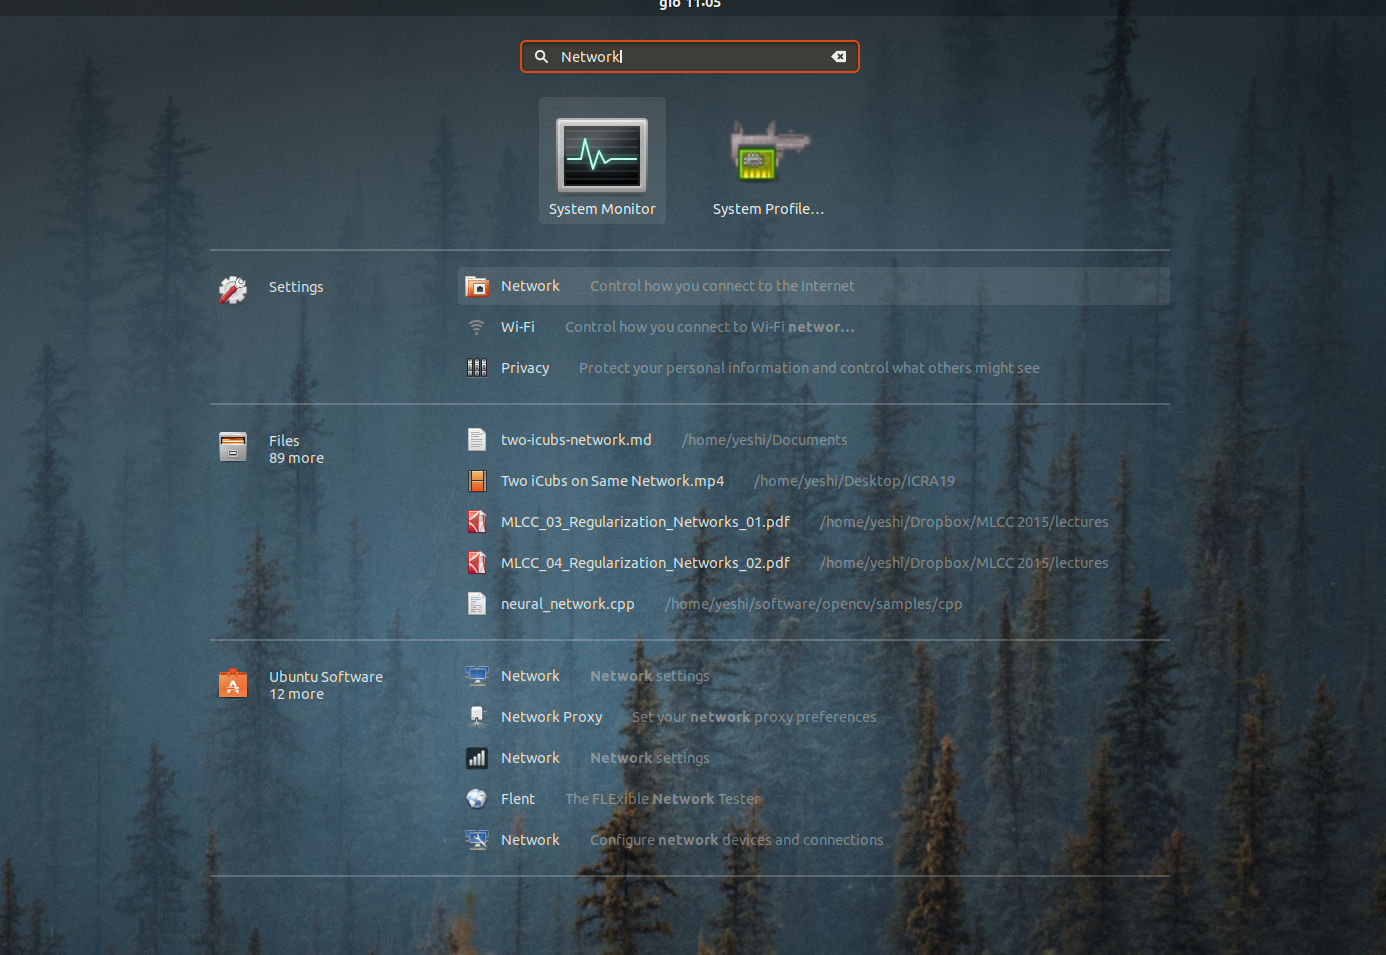 gio 11:05
Network
System Monitor
System Profile…
Settings
Network Control how you connect to the Internet
Wi-Fi Control how you connect to Wi-Fi networ…
Privacy Protect your personal information and control what others might see
Files
89 more
two-icubs-network.md /home/yeshi/Documents
Two iCubs on Same Network.mp4 /home/yeshi/Desktop/ICRA19
MLCC_03_Regularization_Networks_01.pdf /home/yeshi/Dropbox/MLCC 2015/lectures
MLCC_04_Regularization_Networks_02.pdf /home/yeshi/Dropbox/MLCC 2015/lectures
neural_network.cpp /home/yeshi/software/opencv/samples/cpp
Ubuntu Software
12 more
Network Network settings
Network Proxy Set your network proxy preferences
Network Network settings
Flent The FLExible Network Tester
Network Configure network devices and connections